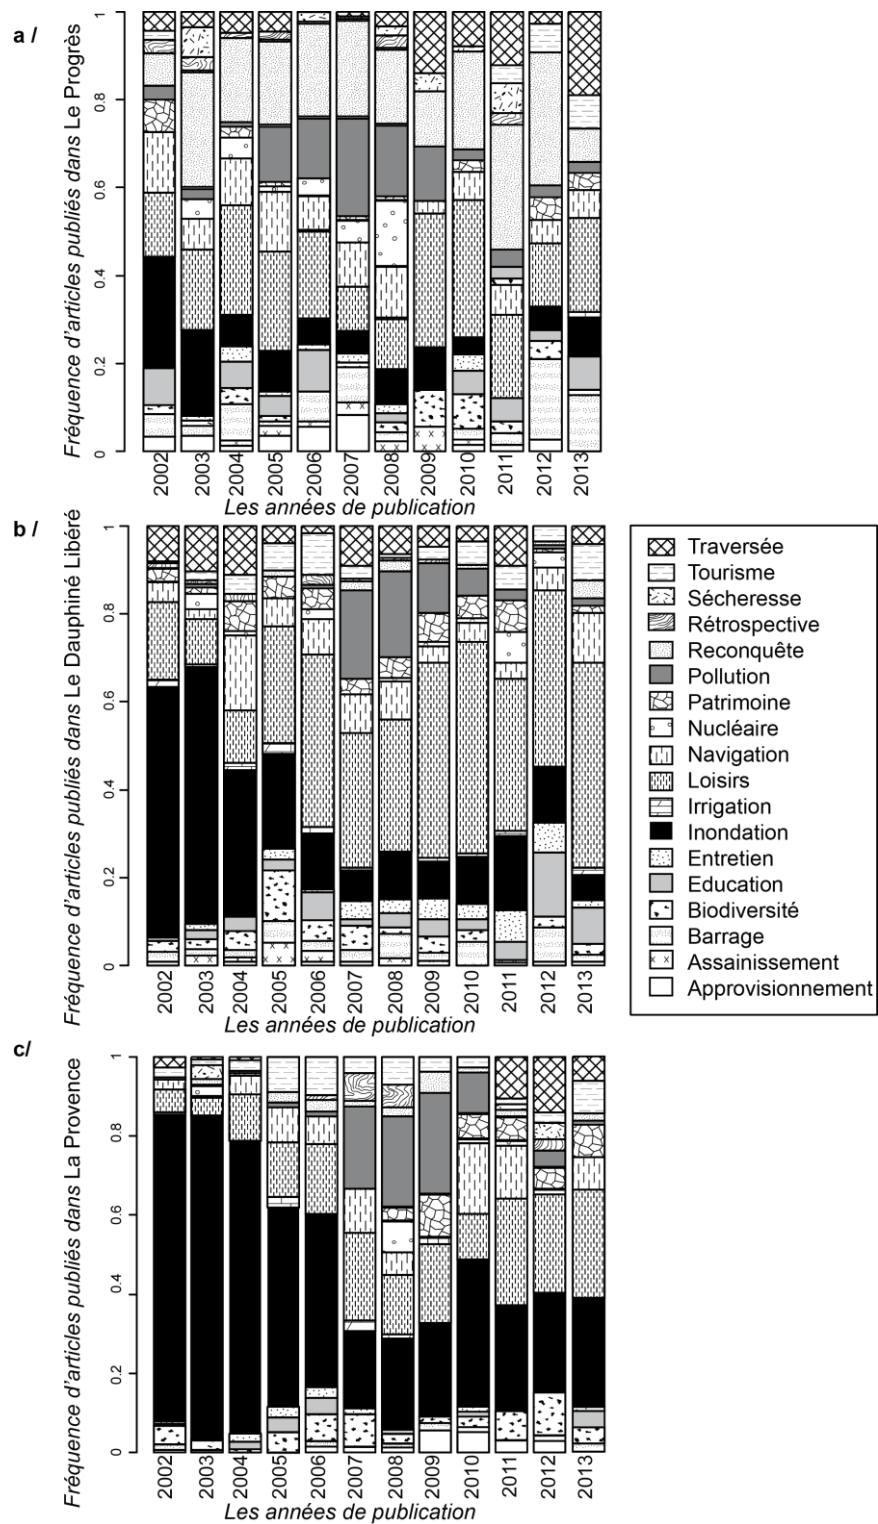 a /
Fréquence d'articles publiés dans Le Progrès
1
0.8
0.6
0.4
0.2
0
2002 2003 2004 2005 2006 2007 2008 2009 2010 2011 2012 2013
Les années de publication
b /
Fréquence d'articles publiés dans Le Dauphiné Libéré
1
0.8
0.6
0.4
0.2
0
2002 2003 2004 2005 2006 2007 2008 2009 2010 2011 2012 2013
Les années de publication
Traversée
Tourisme
Sécheresse
Rétrospective
Reconquête
Pollution
Patrimoine
Nucléaire
Navigation
Loisirs
Irrigation
Inondation
Entretien
Education
Biodiversité
Barrage
Assainissement
Approvisionnement
c/
Fréquence d'articles publiés dans La Provence
1
0.8
0.6
0.4
0.2
0
2002 2003 2004 2005 2006 2007 2008 2009 2010 2011 2012 2013
Les années de publication